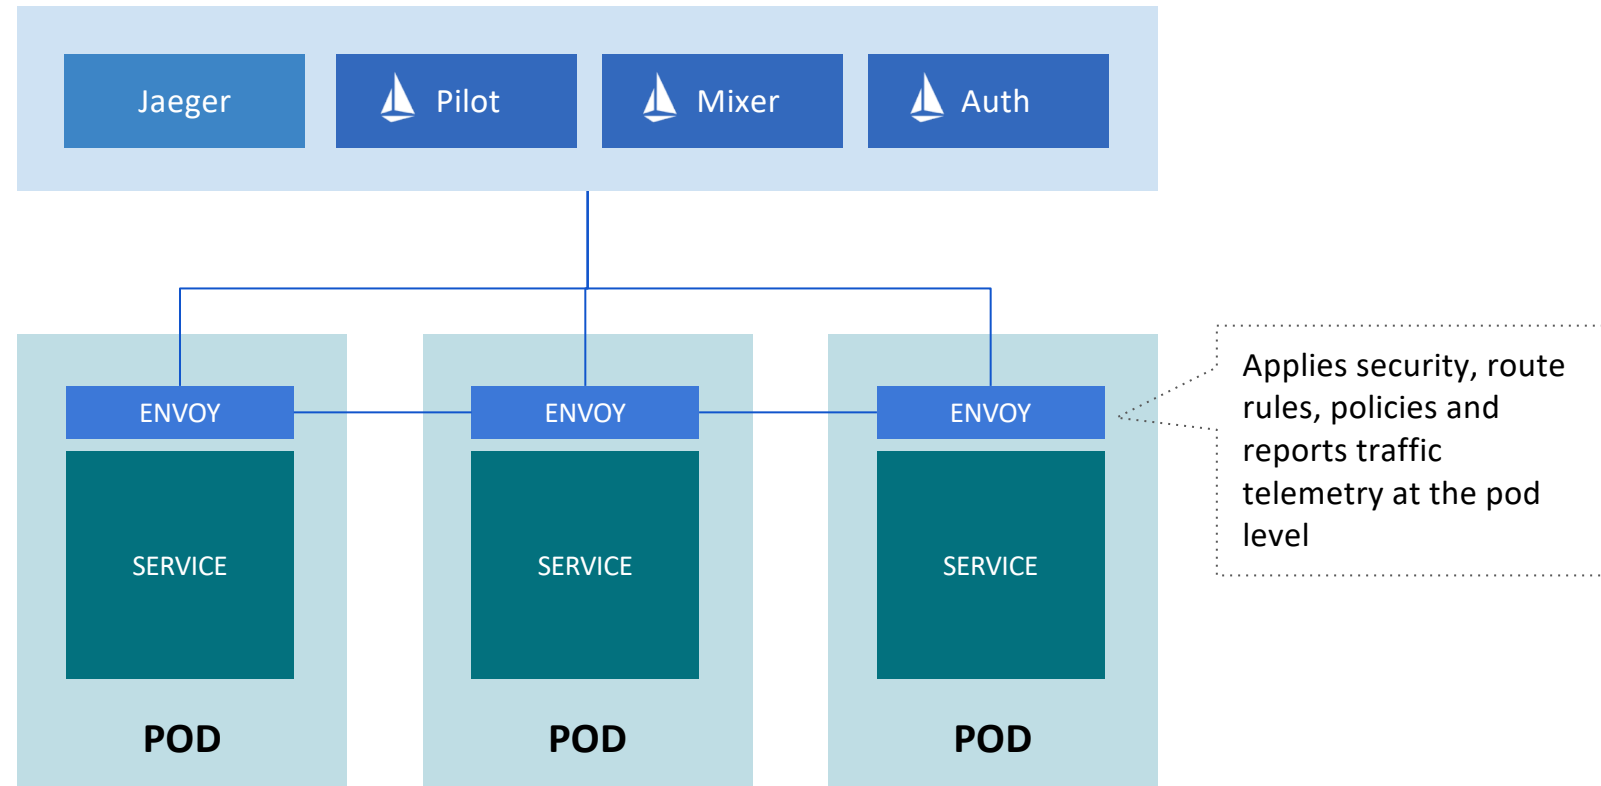 Jaeger
Pilot
Mixer
Auth
ENVOY
ENVOY
ENVOY
Applies security, route
rules, policies and
reports traffic
telemetry at the pod
level
SERVICE
SERVICE
SERVICE
POD
POD
POD